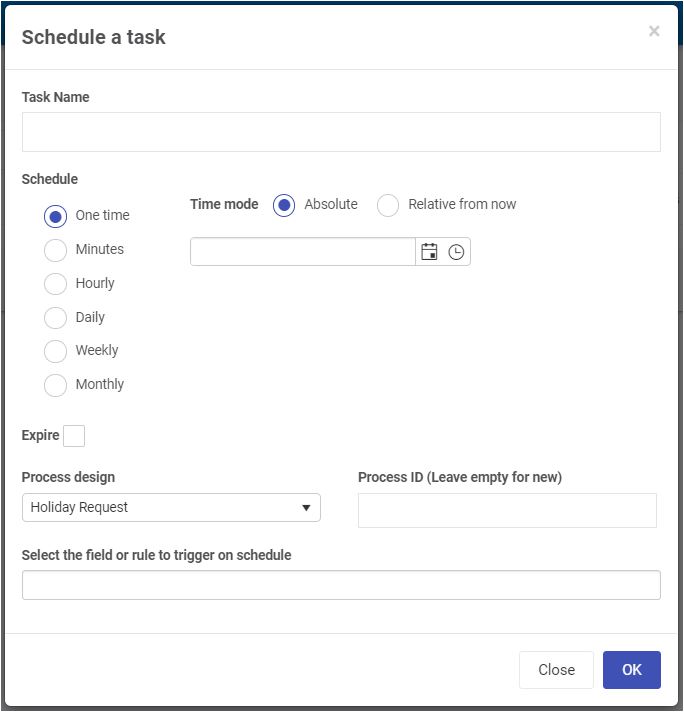 Schedule a task
×
Task Name
Schedule
Time mode Absolute Relative from now
One time
Minutes
Hourly
Daily
Weekly
Monthly
Expire
Process design
Holiday Request
Process ID (Leave empty for new)
Select the field or rule to trigger on schedule
Close OK